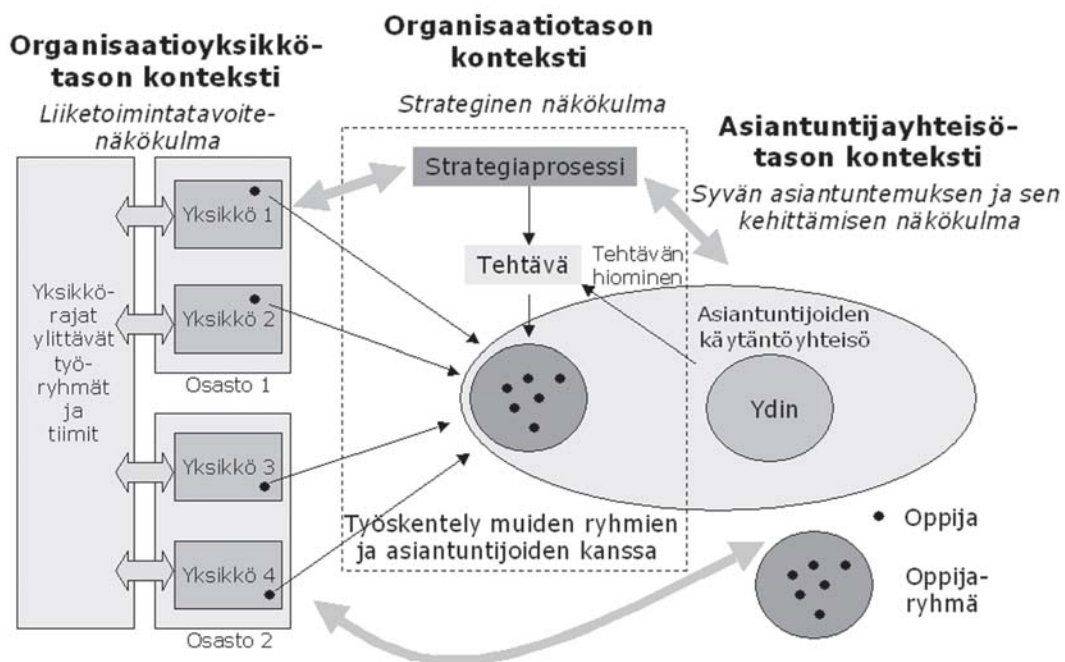 Organisaatioyksikkö-
tason konteksti
Liiketoimintatavoite-
näkökulma
Organisaatiotason
konteksti
Strateginen näkökulma
Asiantuntijayhteisö-
tason konteksti
Syvän asiantuntemuksen ja sen
kehittämisen näkökulma
Strategiaprosessi
Tehtävä
Tehtävän
hiominen
Yksikkö-
rajat
ylittävät
työ-
ryhmät
ja
tiimit
Yksikkö 1
Yksikkö 2
Osasto 1
Yksikkö 3
Yksikkö 4
Osasto 2
Asiantuntijoiden
käytäntöyhteisö
Ydin
Työskentely muiden ryhmien
ja asiantuntijoiden kanssa
Oppija
Oppija-
ryhmä